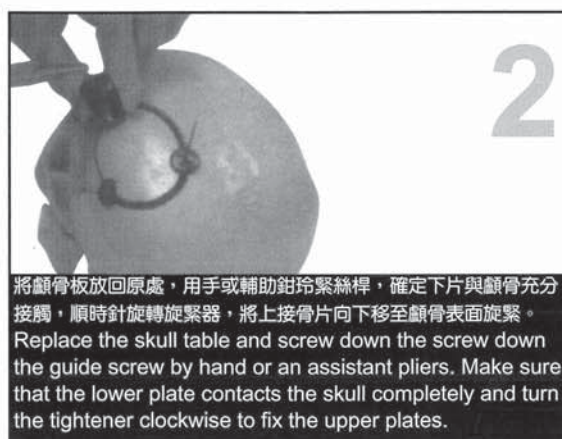 2
將顱骨板放回原處，用手或輔助鉗玲緊絲桿，確定下片與顱骨充分
接觸，順時針旋轉旋緊器，將上接骨片向下移至顱骨表面旋緊。
Replace the skull table and screw down the screw down
the guide screw by hand or an assistant pliers. Make sure
that the lower plate contacts the skull completely and turn
the tightener clockwise to fix the upper plates.